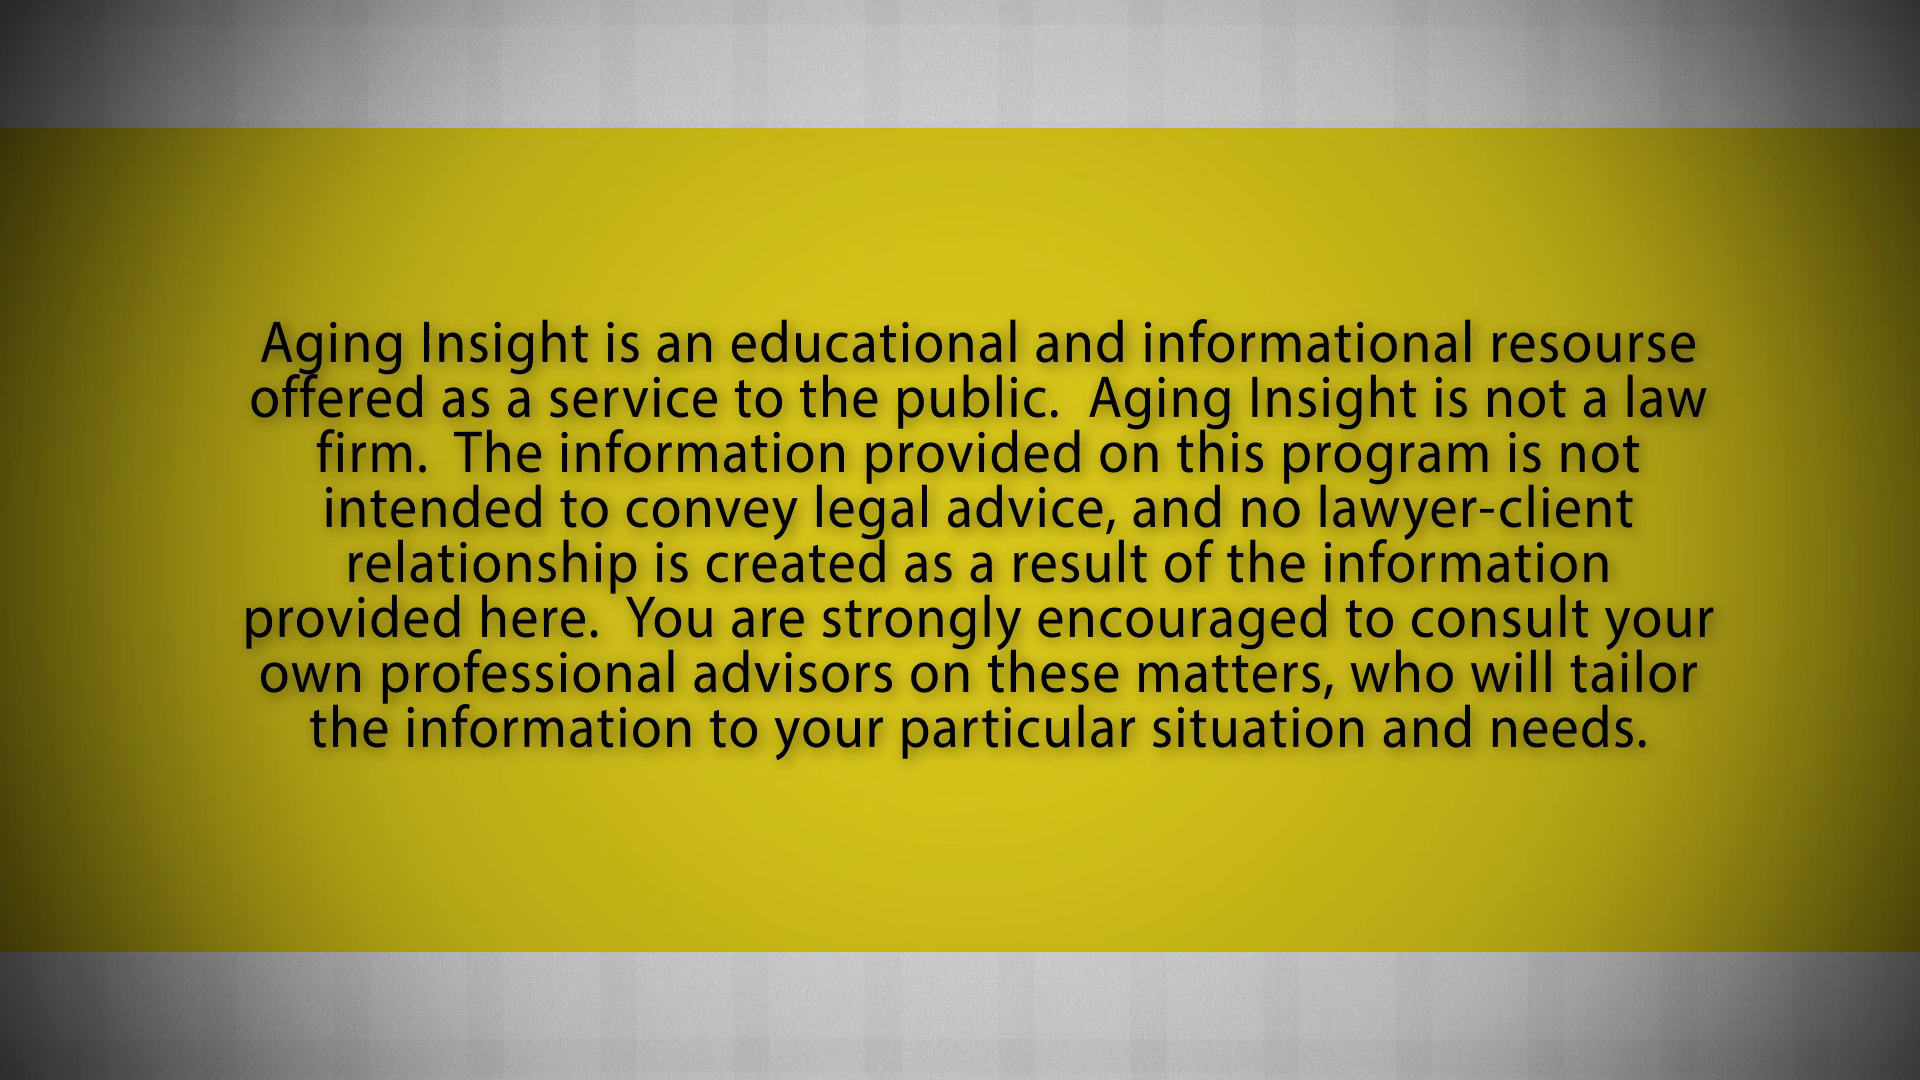 Aging Insight is an educational and informational resourse
offered as a service to the public.  Aging Insight is not a law
firm.  The information provided on this program is not
intended to convey legal advice, and no lawyer-client
relationship is created as a result of the information
provided here.  You are strongly encouraged to consult your
own professional advisors on these matters, who will tailor
the information to your particular situation and needs.